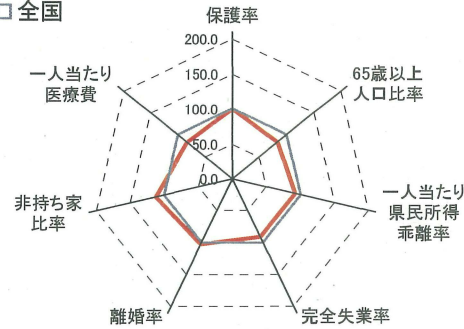 全国
保護率
200.0
150.0
100.0
50.0
0.0
65歳以上
人口比率
一人当たり
県民所得
乖離率
完全失業率
離婚率
非持ち家
比率
一人当たり
医療費